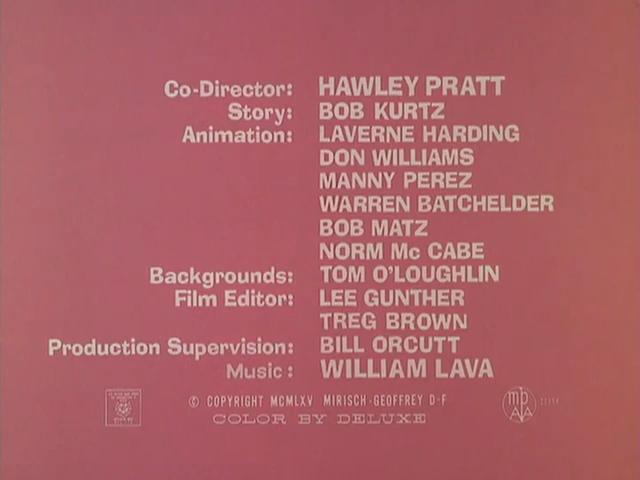 Co-Director: HAWLEY PRATT
Story: BOB KURTZ
Animation: LAVERNE HARDING
DON WILLIAMS
MANNY PEREZ
WARREN BATCHELDER
BOB MATZ
NORM Mc CABE
Backgrounds: TOM O'LOUGHLIN
Film Editor: LEE GUNTHER
TREG BROWN
Production Supervision: BILL ORCUTT
Music: WILLIAM LAVA
© COPYRIGHT MCMLXV MIRISCH-GEOFFREY D-F
COLOR BY DELUXE